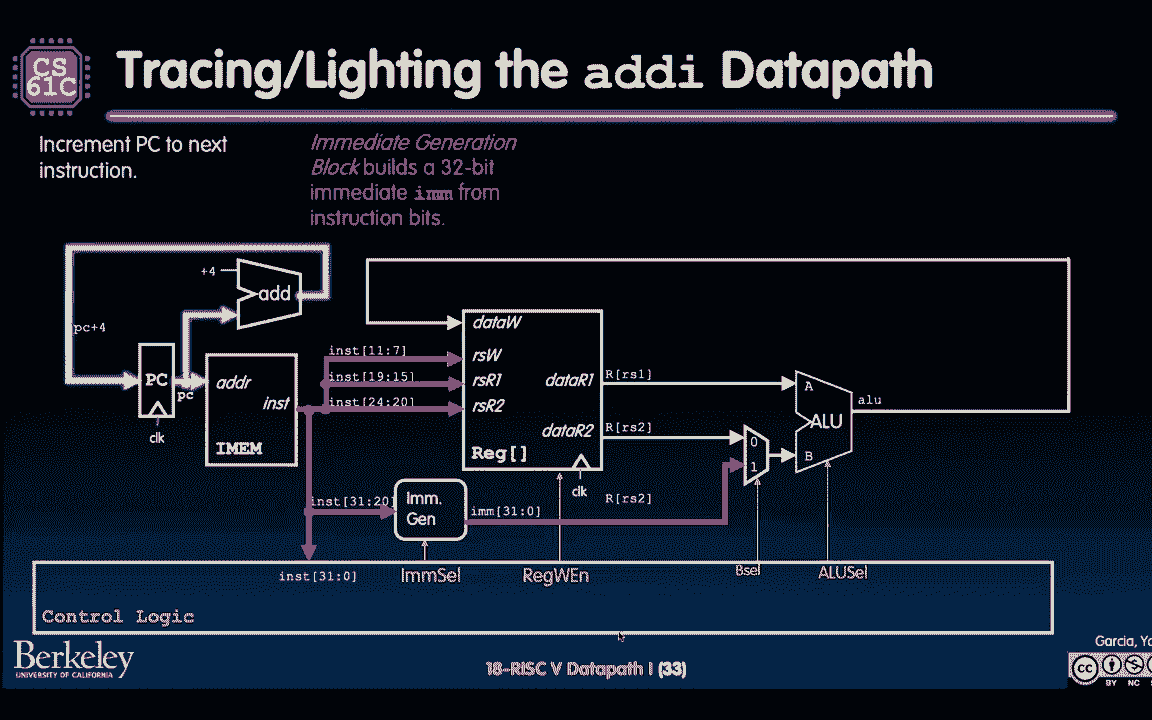 CS
61C
Tracing/Lighting the addi Datapath
Increment PC to next
instruction.
Immediate Generation
Block builds a 32-bit
immediate imm from
instruction bits.
+4
add
pc+4
PC
pc
clk
addr
inst
IMEM
inst[11:7]
inst[19:15]
inst[24:20]
dataW
rsW
rsR1
rsR2
dataR1
dataR2
Reg[]
clk
R[rs1]
R[rs2]
0
1
A
ALU
B
alu
inst[31:20]
Imm.
Gen
imm[31:0]
R[rs2]
inst[31:0]
ImmSel
RegWEn
Bsel
ALUSel
Control Logic
Berkeley
UNIVERSITY OF CALIFORNIA
18-RISC V Datapath I (33)
Garcia,
CC
BY NC